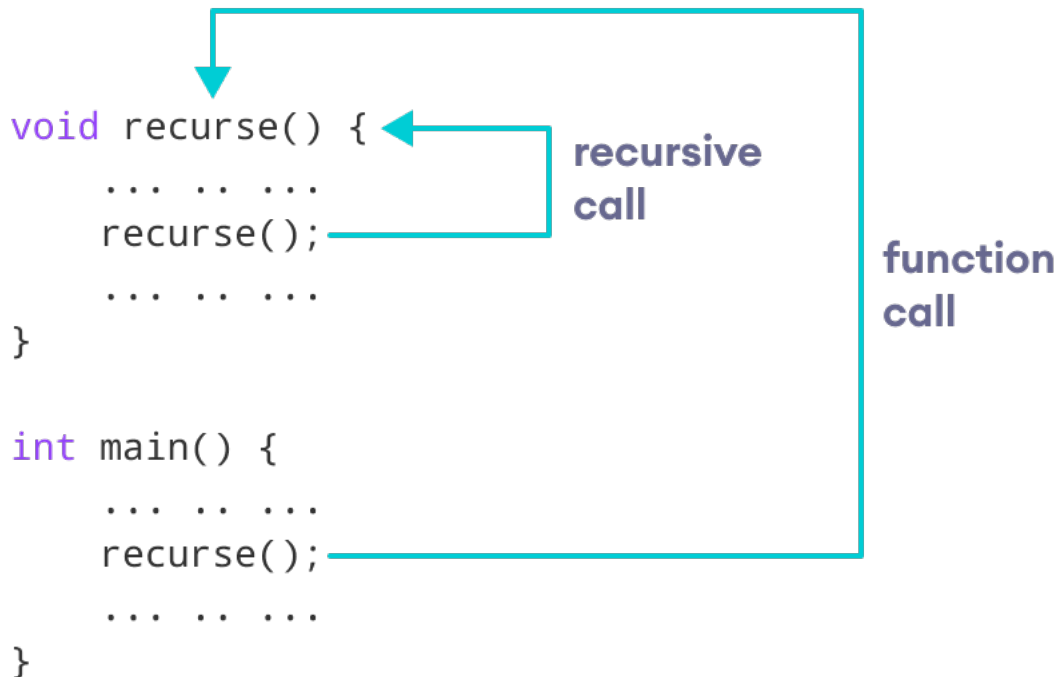 void recurse() {
... .. ...
recurse();
... .. ...
}
recursive
call
function
call
int main() {
... .. ...
recurse();
... .. ...
}